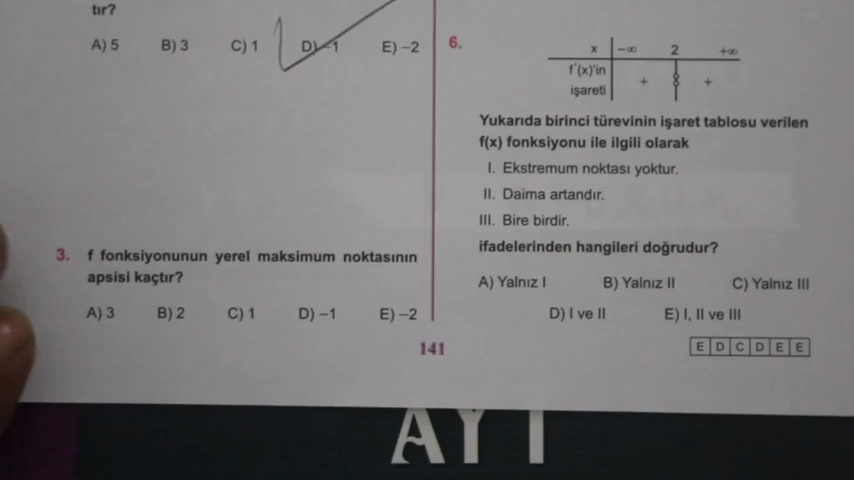 tır?
A) 5 B) 3 C) 1 D) −1 E) −2
3. f fonksiyonunun yerel maksimum noktasının
apsisi kaçtır?
A) 3 B) 2 C) 1 D) −1 E) −2
6.
x −∞ 2 +∞
f'(x)'in
işareti + +
Yukarıda birinci türevinin işaret tablosu verilen
f(x) fonksiyonu ile ilgili olarak
I. Ekstremum noktası yoktur.
II. Daima artandır.
III. Bire birdir.
ifadelerinden hangileri doğrudur?
A) Yalnız I B) Yalnız II C) Yalnız III
D) I ve II E) I, II ve III
141
E D C D E E
AYT